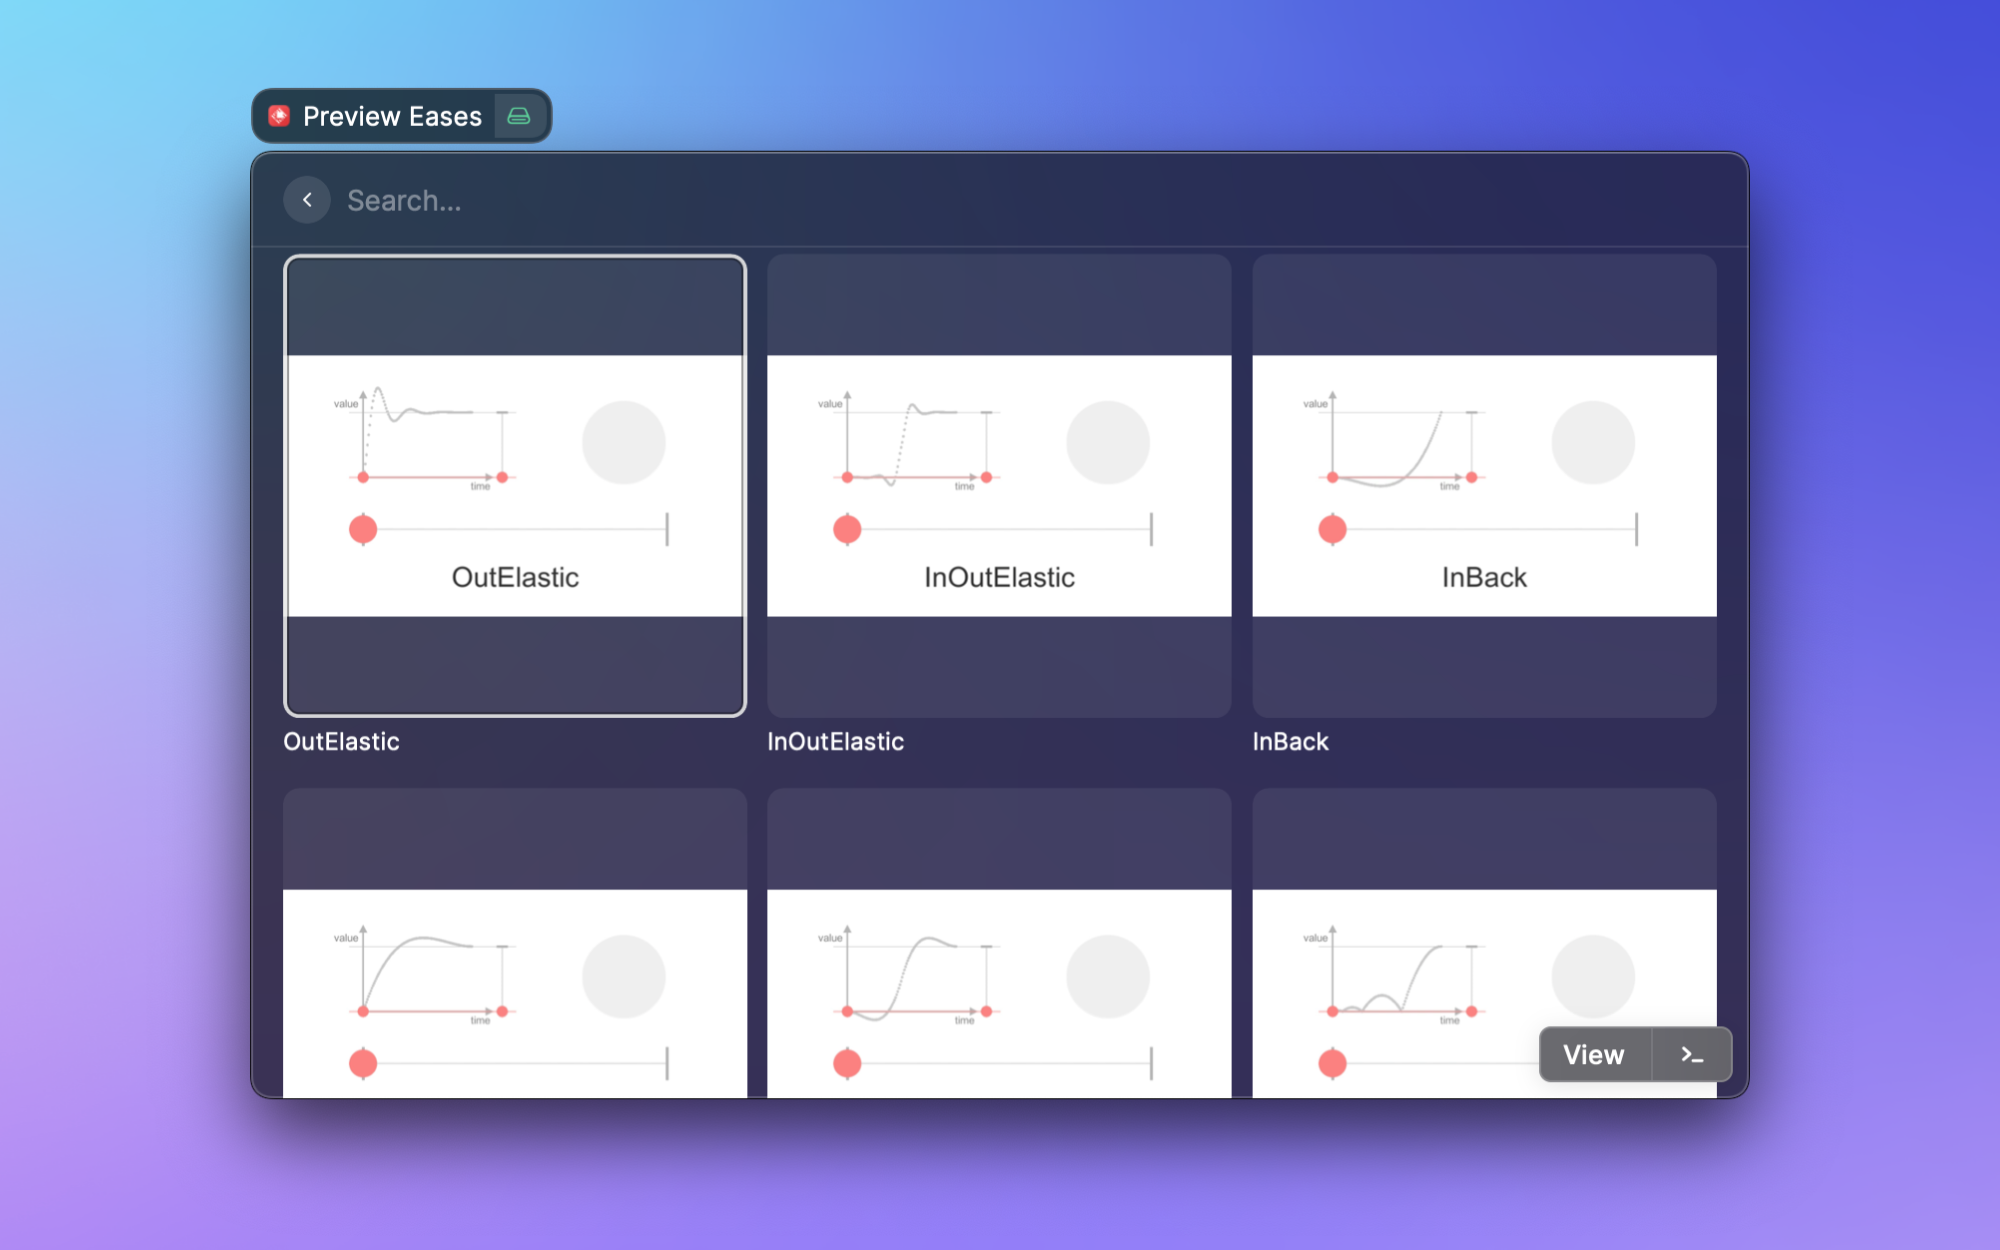 Preview Eases
Search...
value
time
OutElastic
value
time
InOutElastic
value
time
InBack
OutElastic
InOutElastic
InBack
value
time
value
time
value
time
View